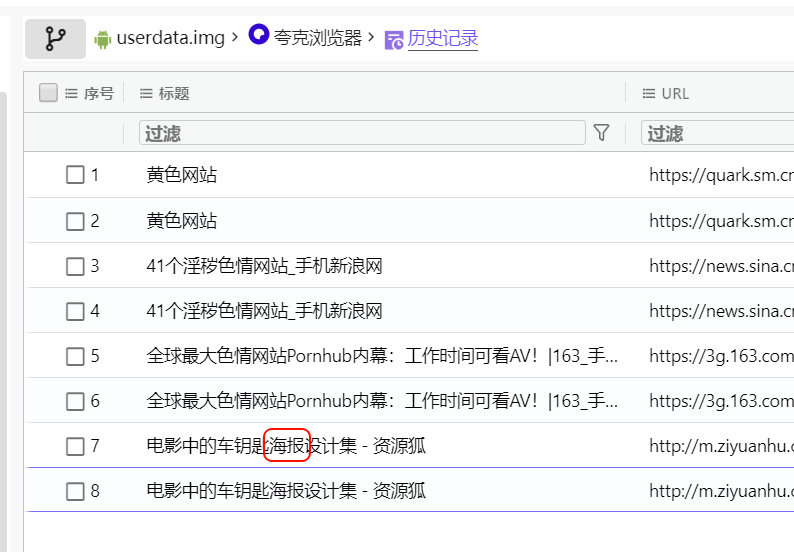 userdata.img > 夸克浏览器 > 历史记录
序号 标题 URL
过滤 过滤
1 黄色网站 https://quark.sm.cn
2 黄色网站 https://quark.sm.cn
3 41个淫秽色情网站_手机新浪网 https://news.sina.cn
4 41个淫秽色情网站_手机新浪网 https://news.sina.cn
5 全球最大色情网站Pornhub内幕：工作时间可看AV！|163_手... https://3g.163.com
6 全球最大色情网站Pornhub内幕：工作时间可看AV！|163_手... https://3g.163.com
7 电影中的车钥匙海报设计集 - 资源狐 http://m.ziyuanhu.
8 电影中的车钥匙海报设计集 - 资源狐 http://m.ziyuanhu.